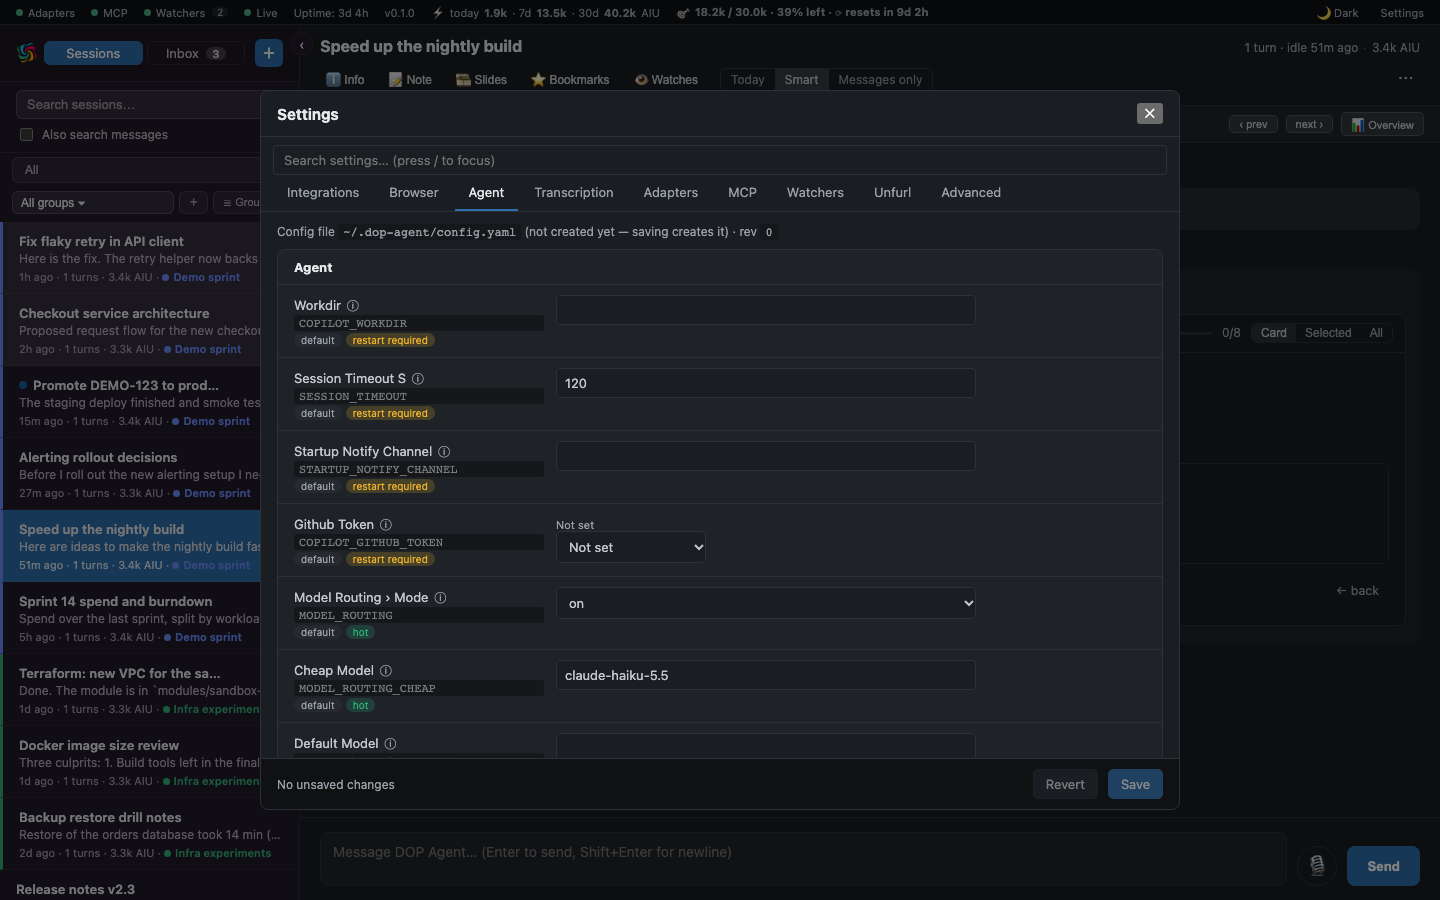 Adapters MCP Watchers 2 Live Uptime: 3d 4h v0.1.0 ⚡ today 1.9k · 7d 13.5k · 30d 40.2k AIU 18.2k / 30.0k · 39% left · resets in 9d 2h 🌙 Dark Settings
Sessions Inbox 3 + ‹ Speed up the nightly build 1 turn · idle 51m ago · 3.4k AIU
Info Note Slides Bookmarks Watches Today Smart Messages only ···
Search sessions...
Also search messages
All
All groups + ≡ Grou
‹ prev next › Overview
Fix flaky retry in API client
Here is the fix. The retry helper now backs
1h ago · 1 turns · 3.4k AIU · Demo sprint
Checkout service architecture
Proposed request flow for the new checkou
2h ago · 1 turns · 3.3k AIU · Demo sprint
Promote DEMO-123 to prod...
The staging deploy finished and smoke tes
15m ago · 1 turns · 3.4k AIU · Demo sprint
Alerting rollout decisions
Before I roll out the new alerting setup I ne
27m ago · 1 turns · 3.3k AIU · Demo sprint
Speed up the nightly build
Here are ideas to make the nightly build fas
51m ago · 1 turns · 3.4k AIU · Demo sprint
Sprint 14 spend and burndown
Spend over the last sprint, split by workloa
5h ago · 1 turns · 3.4k AIU · Demo sprint
Terraform: new VPC for the sa...
Done. The module is in `modules/sandbox-
1d ago · 1 turns · 3.3k AIU · Infra experimen
Docker image size review
Three culprits: 1. Build tools left in the final
1d ago · 1 turns · 3.4k AIU · Infra experimen
Backup restore drill notes
Restore of the orders database took 14 min (...
2d ago · 1 turns · 3.3k AIU · Infra experiments
Release notes v2.3
Settings ✕
Search settings... (press / to focus)
Integrations Browser Agent Transcription Adapters MCP Watchers Unfurl Advanced
Config file ~/.dop-agent/config.yaml (not created yet — saving creates it) · rev 0
Agent
Workdir ⓘ
COPILOT_WORKDIR
default restart required
Session Timeout S ⓘ
SESSION_TIMEOUT
default restart required
120
Startup Notify Channel ⓘ
STARTUP_NOTIFY_CHANNEL
default restart required
Github Token ⓘ
COPILOT_GITHUB_TOKEN
default restart required
Not set
Not set
Model Routing › Mode ⓘ
MODEL_ROUTING
default hot
on
Cheap Model ⓘ
MODEL_ROUTING_CHEAP
default hot
claude-haiku-5.5
Default Model ⓘ
No unsaved changes Revert Save
0/8 Card Selected All
← back
Message DOP Agent... (Enter to send, Shift+Enter for newline) Send